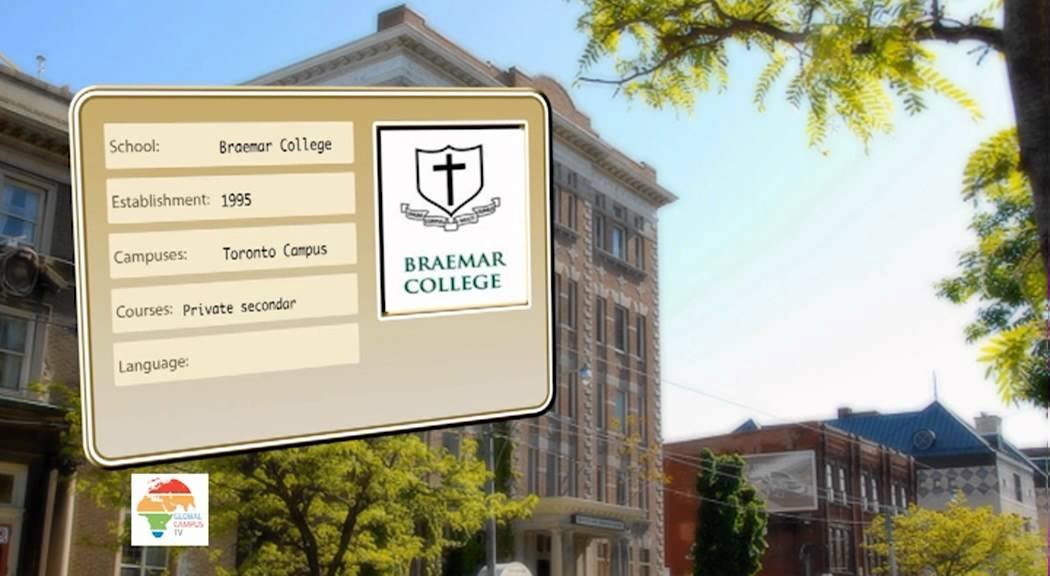 School: Braemar College
Establishment: 1995
Campuses: Toronto Campus
Courses: Private secondar
Language:
BRAEMAR
COLLEGE
GLOBAL
CAMPUS
TV